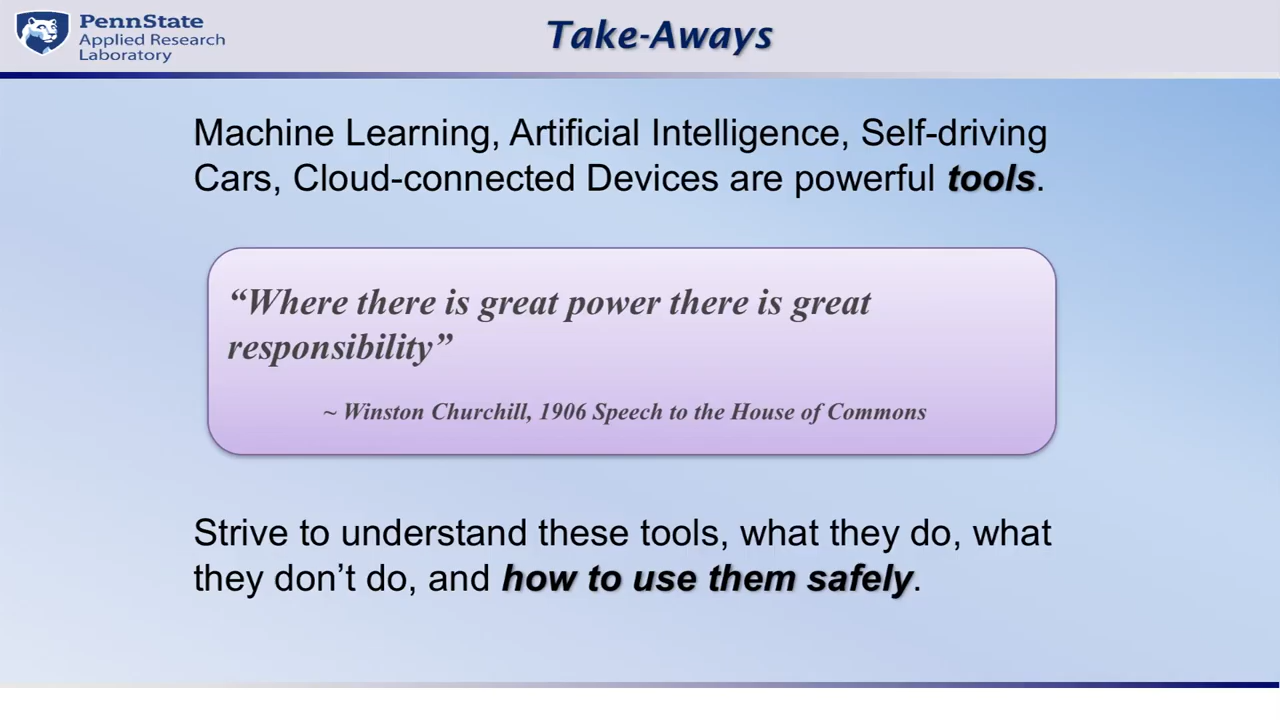 PennState
Applied Research
Laboratory
Take-Aways
Machine Learning, Artificial Intelligence, Self-driving
Cars, Cloud-connected Devices are powerful tools.
“Where there is great power there is great
responsibility”
~ Winston Churchill, 1906 Speech to the House of Commons
Strive to understand these tools, what they do, what
they don’t do, and how to use them safely.